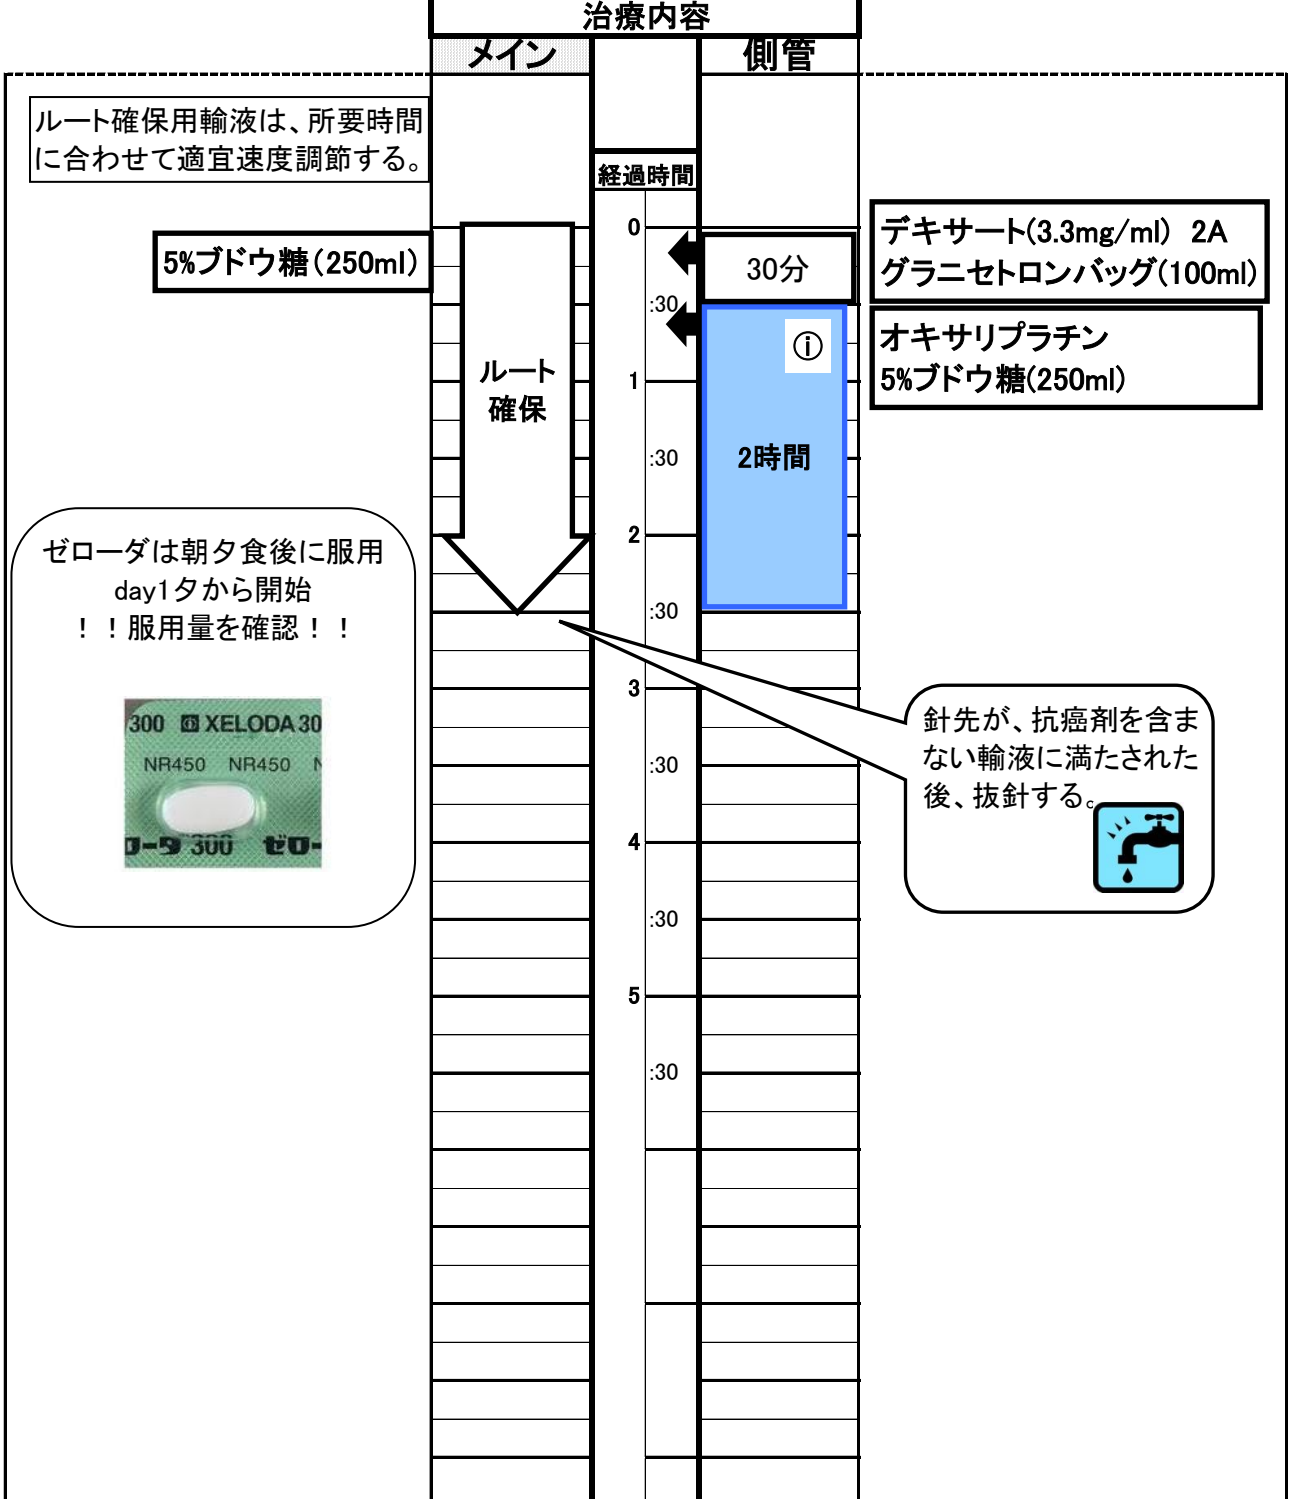 治療内容
メイン
側管
ルート確保用輸液は、所要時間
に合わせて適宜速度調節する。
経過時間
0
:30
1
:30
2
:30
3
:30
4
:30
5
:30
5%ブドウ糖(250ml)
ルート
確保
30分
ⓘ
2時間
デキサート(3.3mg/ml) 2A
グラニセトロンバッグ(100ml)
オキサリプラチン
5%ブドウ糖(250ml)
ゼローダは朝夕食後に服用
day1夕から開始
!!服用量を確認!!
300 XELODA 30
NR450 NR450 N
ローダ 300 ゼロー
針先が、抗癌剤を含ま
ない輸液に満たされた
後、抜針する。